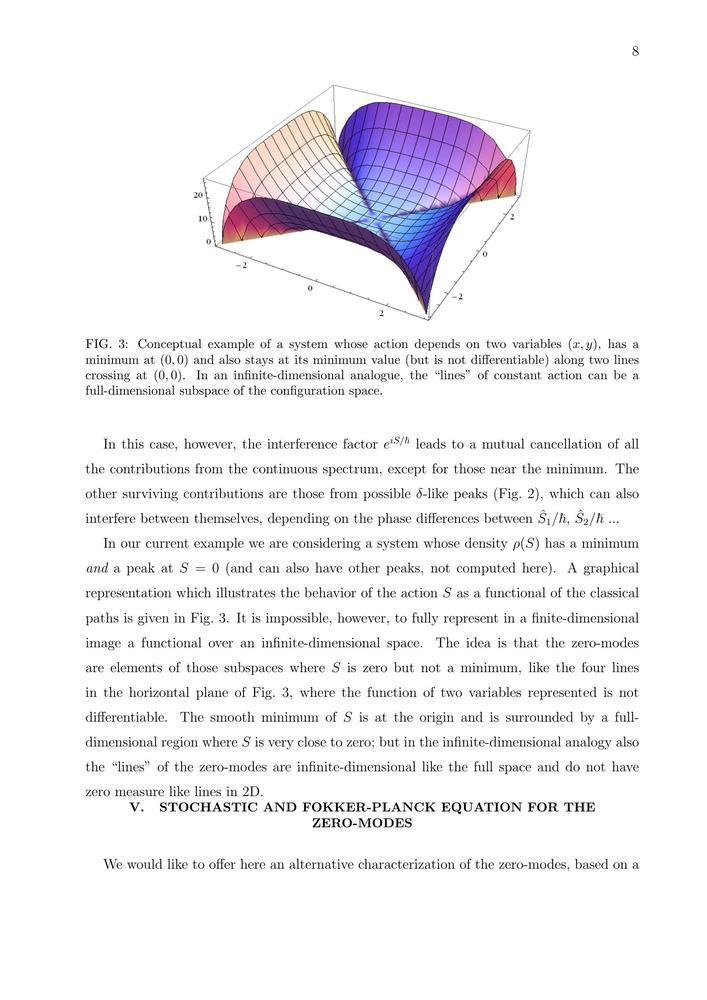 8
20
10
0
−2
0
2
−2
0
2
FIG. 3: Conceptual example of a system whose action depends on two variables (x, y), has a
minimum at (0, 0) and also stays at its minimum value (but is not differentiable) along two lines
crossing at (0, 0). In an infinite-dimensional analogue, the “lines” of constant action can be a
full-dimensional subspace of the configuration space.
In this case, however, the interference factor e^{iS/ℏ} leads to a mutual cancellation of all
the contributions from the continuous spectrum, except for those near the minimum. The
other surviving contributions are those from possible δ-like peaks (Fig. 2), which can also
interfere between themselves, depending on the phase differences between Ŝ₁/ℏ, Ŝ₂/ℏ ...
In our current example we are considering a system whose density ρ(S) has a minimum
and a peak at S = 0 (and can also have other peaks, not computed here). A graphical
representation which illustrates the behavior of the action S as a functional of the classical
paths is given in Fig. 3. It is impossible, however, to fully represent in a finite-dimensional
image a functional over an infinite-dimensional space. The idea is that the zero-modes
are elements of those subspaces where S is zero but not a minimum, like the four lines
in the horizontal plane of Fig. 3, where the function of two variables represented is not
differentiable. The smooth minimum of S is at the origin and is surrounded by a full-
dimensional region where S is very close to zero; but in the infinite-dimensional analogy also
the “lines” of the zero-modes are infinite-dimensional like the full space and do not have
zero measure like lines in 2D.
V. STOCHASTIC AND FOKKER-PLANCK EQUATION FOR THE
ZERO-MODES
We would like to offer here an alternative characterization of the zero-modes, based on a